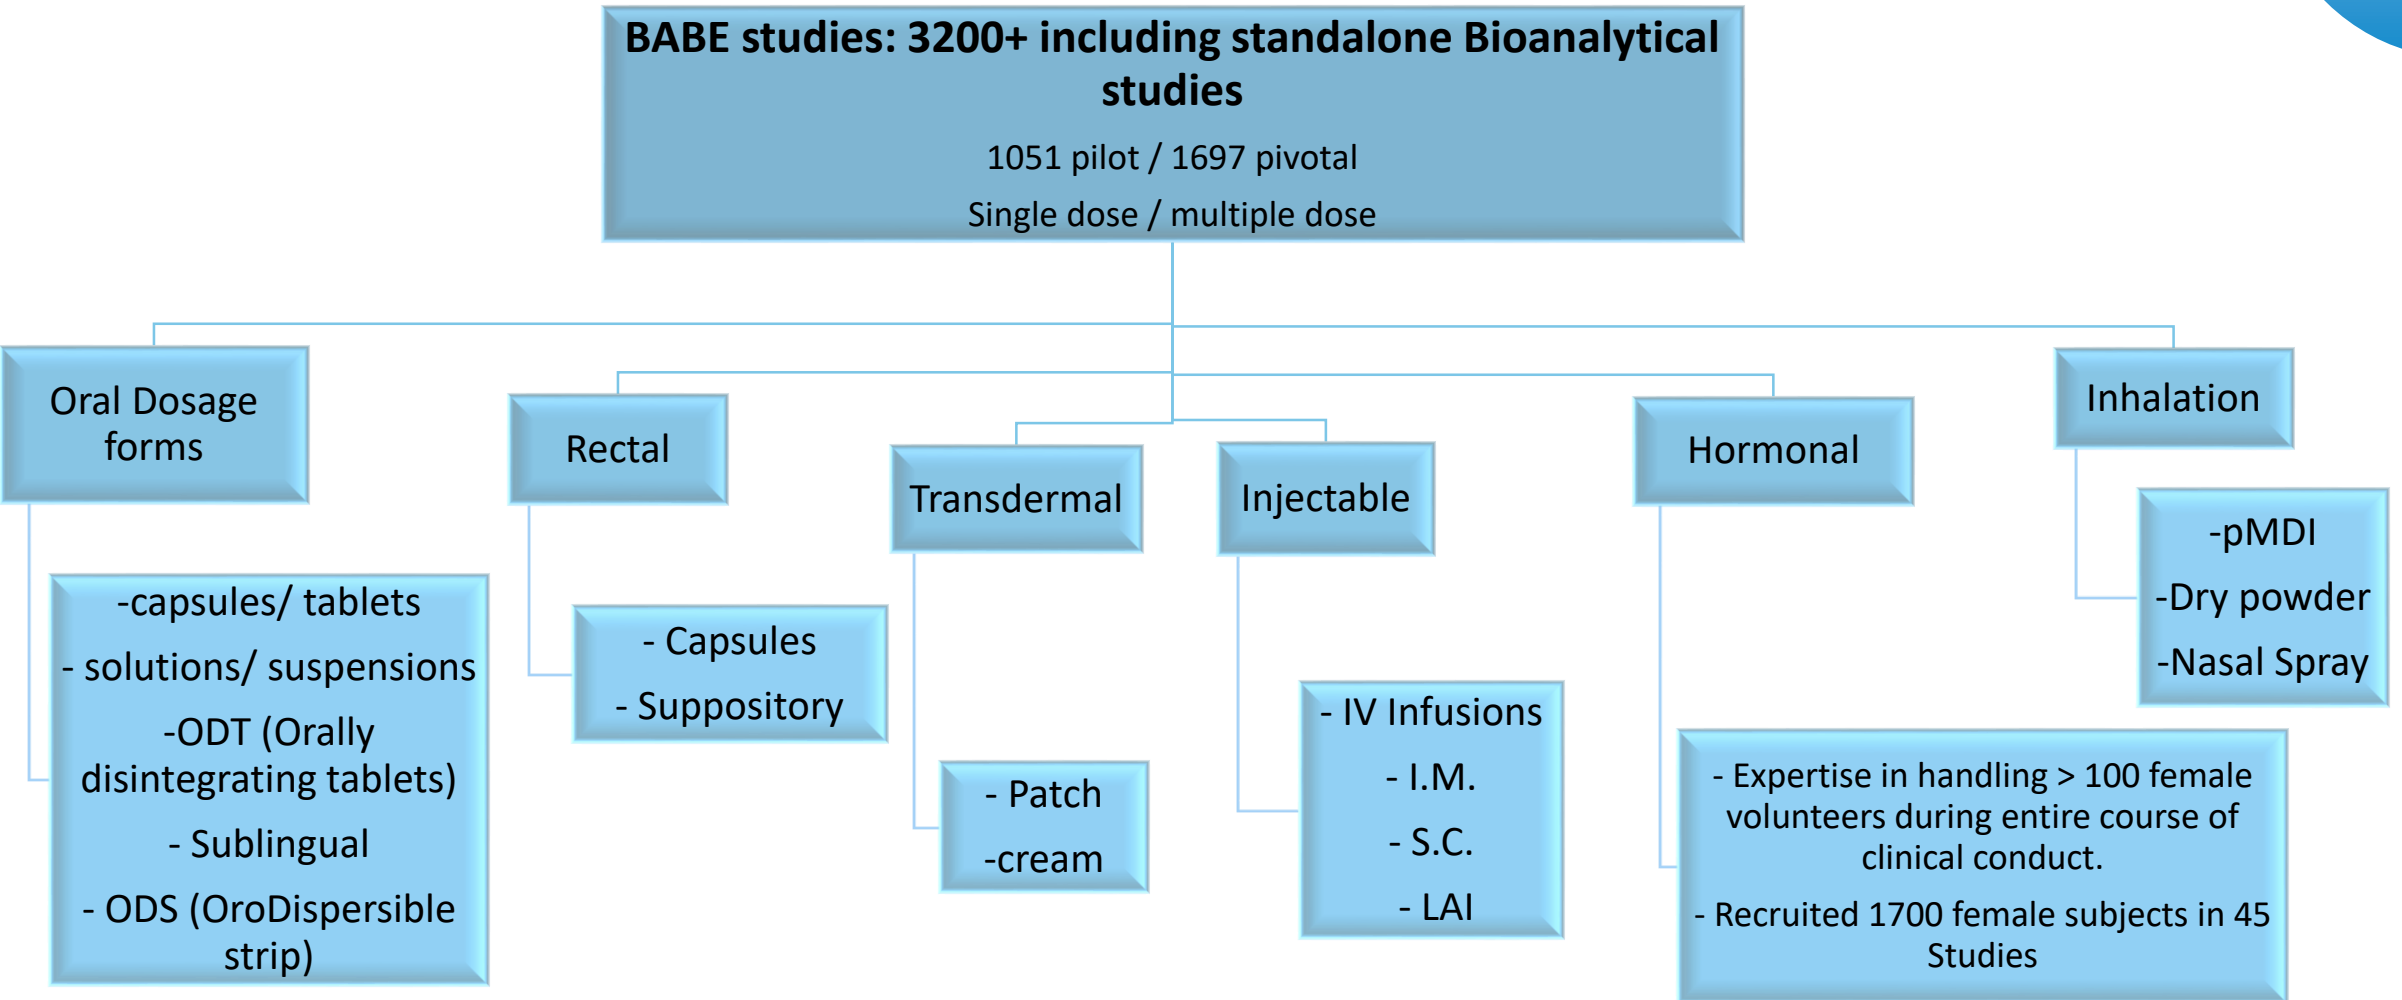 BABE studies: 3200+ including standalone Bioanalytical
studies
1051 pilot / 1697 pivotal
Single dose / multiple dose
Oral Dosage
forms
-capsules/ tablets
- solutions/ suspensions
-ODT (Orally
disintegrating tablets)
- Sublingual
- ODS (OroDispersible
strip)
Rectal
- Capsules
- Suppository
Transdermal
- Patch
-cream
Injectable
- IV Infusions
- I.M.
- S.C.
- LAI
Hormonal
- Expertise in handling > 100 female
volunteers during entire course of
clinical conduct.
- Recruited 1700 female subjects in 45
Studies
Inhalation
-pMDI
-Dry powder
-Nasal Spray